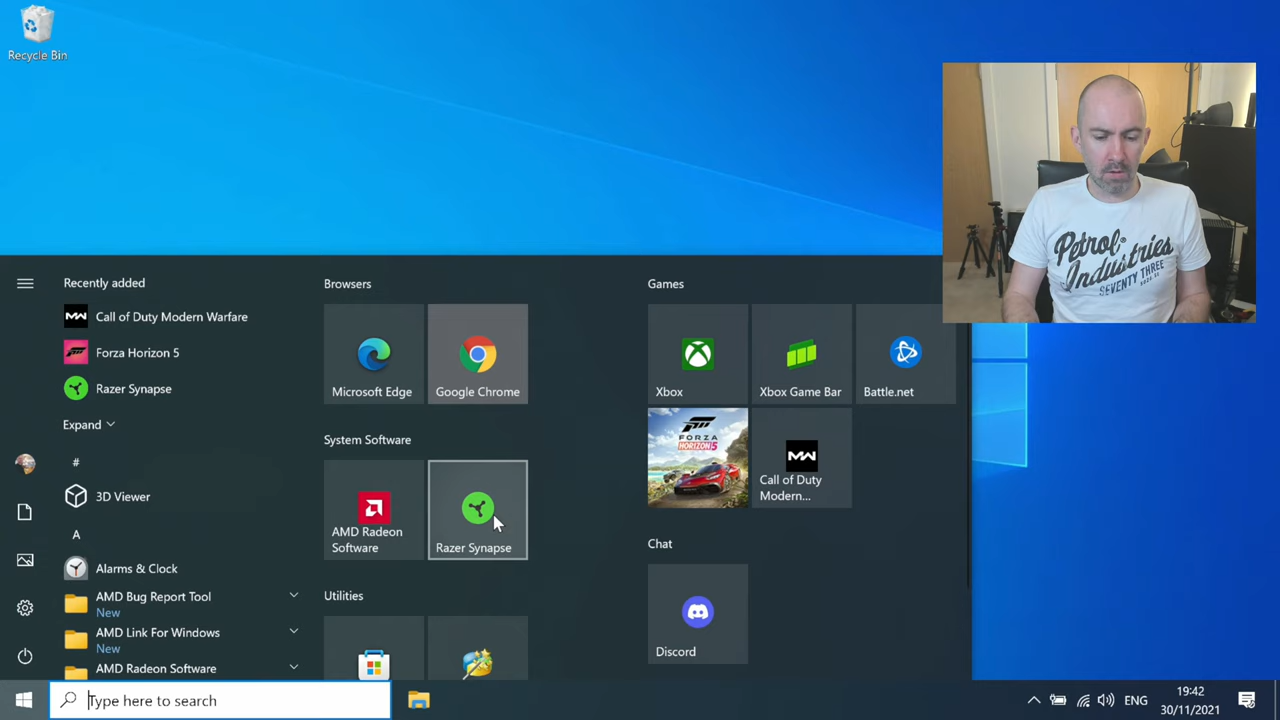 Recycle Bin
Petrol
Industries
SEVENTY THREE
Recently added
Call of Duty Modern Warfare
Forza Horizon 5
Razer Synapse
Expand
#
3D Viewer
A
Alarms & Clock
AMD Bug Report Tool
New
AMD Link For Windows
New
AMD Radeon Software
Browsers
Microsoft Edge
Google Chrome
System Software
AMD Radeon
Software
Razer Synapse
Utilities
Games
Xbox
Xbox Game Bar
Battle.net
FORZA
HORIZON 5
Call of Duty
Modern...
Chat
Discord
Type here to search
ENG
19:42
30/11/2021